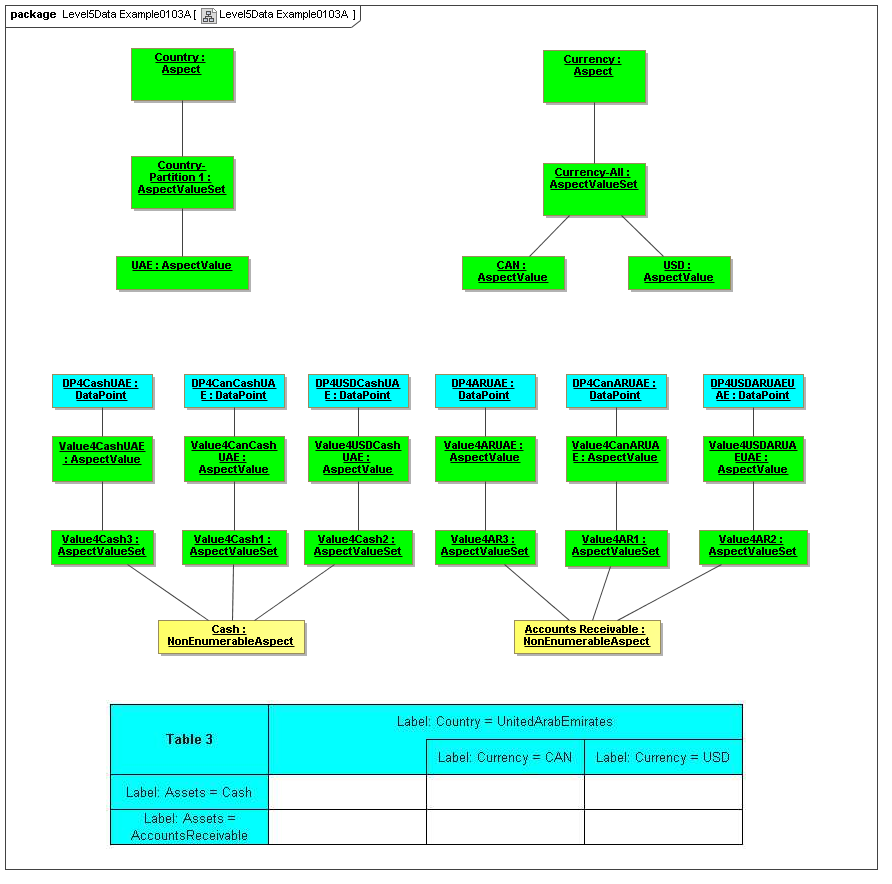 package Level5Data Example0103A [ Level5Data Example0103A ]
Country :
Aspect
Currency :
Aspect
Country-
Partition 1 :
AspectValueSet
Currency-All :
AspectValueSet
UAE : AspectValue
CAN :
AspectValue
USD :
AspectValue
DP4CashUAE :
DataPoint
DP4CanCashUA
E : DataPoint
DP4USDCashUA
E : DataPoint
DP4ARUAE :
DataPoint
DP4CanARUAE :
DataPoint
DP4USDARUAEU
AE : DataPoint
Value4CashUAE
: AspectValue
Value4CanCash
UAE :
AspectValue
Value4USDCash
UAE :
AspectValue
Value4ARUAE :
AspectValue
Value4CanARUA
E : AspectValue
Value4USDARUA
EUAE :
AspectValue
Value4Cash3 :
AspectValueSet
Value4Cash1 :
AspectValueSet
Value4Cash2 :
AspectValueSet
Value4AR3 :
AspectValueSet
Value4AR1 :
AspectValueSet
Value4AR2 :
AspectValueSet
Cash :
NonEnumerableAspect
Accounts Receivable :
NonEnumerableAspect
Table 3
Label: Country = UnitedArabEmirates
Label: Currency = CAN
Label: Currency = USD
Label: Assets = Cash
Label: Assets =
AccountsReceivable